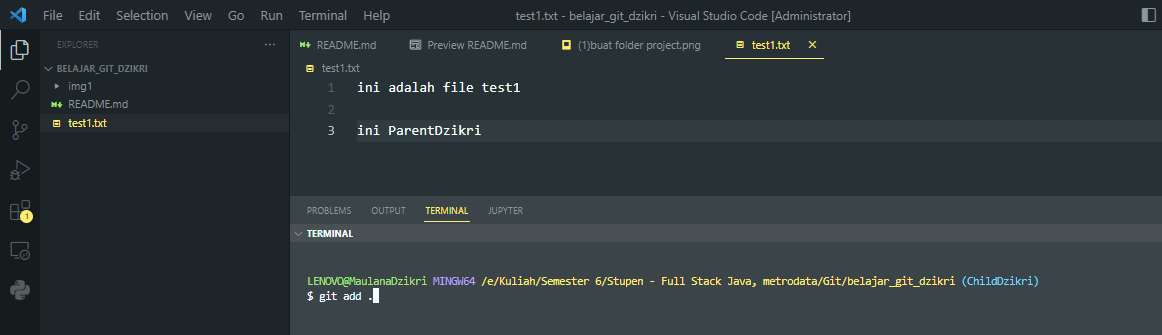 File Edit Selection View Go Run Terminal Help test1.txt - belajar_git_dzikri - Visual Studio Code [Administrator]
EXPLORER ...
BELAJAR_GIT_DZIKRI
img1
README.md
test1.txt
1
README.md Preview README.md (1)buat folder project.png test1.txt
test1.txt
1 ini adalah file test1
2
3 ini ParentDzikri
PROBLEMS OUTPUT TERMINAL JUPYTER
TERMINAL
LENOVO@MaulanaDzikri MINGW64 /e/Kuliah/Semester 6/Stupen - Full Stack Java, metrodata/Git/belajar_git_dzikri (ChildDzikri)
$ git add .